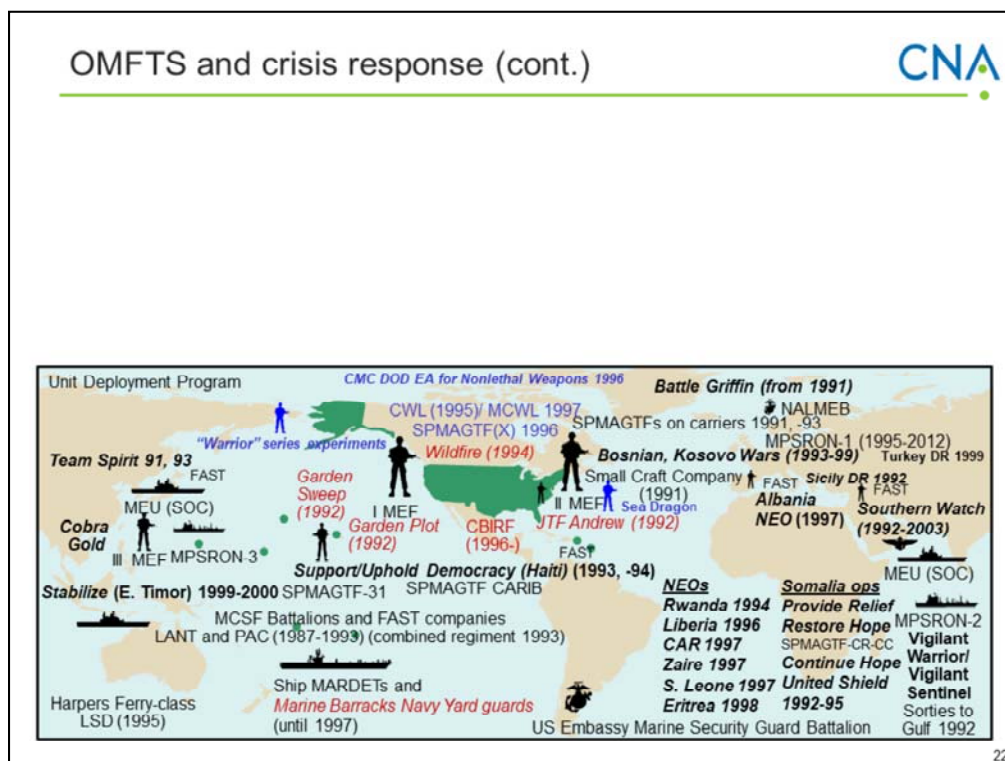 OMFTS and crisis response (cont.)
CNA
Unit Deployment Program
CMC DOD EA for Nonlethal Weapons 1996
Battle Griffin (from 1991)
NALMEB
CWL (1995)/ MCWL 1997
SPMAGTF(X) 1996
SPMAGTFs on carriers 1991, -93
"Warrior" series experiments
Wildfire (1994)
Bosnian, Kosovo Wars (1993-99)
MPSRON-1 (1995-2012)
Turkey DR 1999
Team Spirit 91, 93
FAST
MEU (SOC)
Garden
Sweep
(1992)
I MEF
Small Craft Company
(1991)
II MEF
Sea Dragon
FAST
Sicily DR 1992
FAST
Albania
NEO (1997)
Southern Watch
(1992-2003)
Cobra
Gold
III MEF
MPSRON-3
Garden Plot
(1992)
CBIRF
(1996-)
JTF Andrew (1992)
FAST
MEU (SOC)
Support/Uphold Democracy (Haiti) (1993, -94)
Stabilize (E. Timor) 1999-2000
SPMAGTF-31
SPMAGTF CARIB
MCSF Battalions and FAST companies
LANT and PAC (1987-1993) (combined regiment 1993)
NEOs
Rwanda 1994
Liberia 1996
CAR 1997
Zaire 1997
S. Leone 1997
Eritrea 1998
Somalia ops
Provide Relief
Restore Hope
SPMAGTF-CR-CC
Continue Hope
United Shield
1992-95
MPSRON-2
Vigilant
Warrior/
Vigilant
Sentinel
Sorties to
Gulf 1992
Harpers Ferry-class
LSD (1995)
Ship MARDETs and
Marine Barracks Navy Yard guards
(until 1997)
US Embassy Marine Security Guard Battalion
22